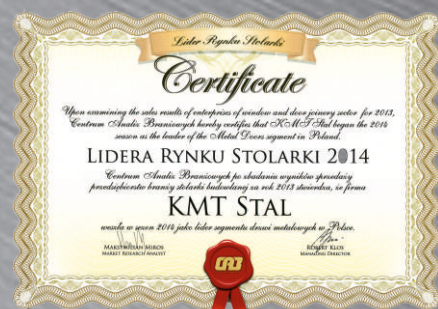 Lider Rynku Stolarki
Certificate
Upon examining the sales results of enterprises of window and door joinery sector for 2013,
Centrum Analiz Branżowych hereby certifies that KMT Stal began the 2014
season as the leader of the Metal Doors segment in Poland.
LIDERA RYNKU STOLARKI 2014
Centrum Analiz Branżowych po zbadaniu wyników sprzedaży
przedsiębiorstw branży stolarki budowlanej za rok 2013 stwierdza, że firma
KMT STAL
weszła w sezon 2014 jako lider segmentu drzwi metalowych w Polsce.
MAKSYMILIAN MIROS ROBERT KLOS
MARKET RESEARCH ANALYST MANAGING DIRECTOR
CAB